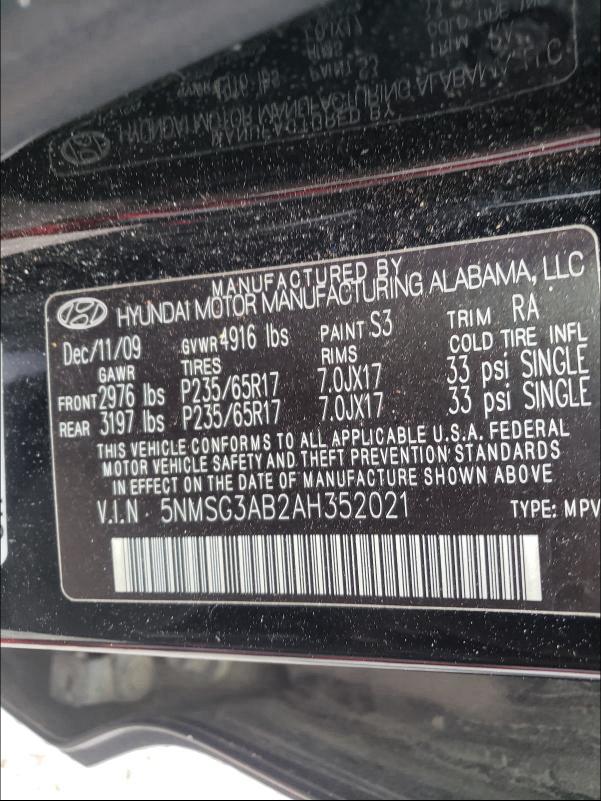 MANUFACTURED BY
HYUNDAI MOTOR MANUFACTURING ALABAMA, LLC
Dec/11/09 GVWR 4916 lbs PAINT S3 TRIM RA
GAWR TIRES RIMS COLD TIRE INFL
FRONT 2976 lbs P235/65R17 7.0JX17 33 psi SINGLE
REAR 3197 lbs P235/65R17 7.0JX17 33 psi SINGLE
THIS VEHICLE CONFORMS TO ALL APPLICABLE U.S.A. FEDERAL
MOTOR VEHICLE SAFETY AND THEFT PREVENTION STANDARDS
IN EFFECT ON THE DATE OF MANUFACTURE SHOWN ABOVE
V.I.N 5NMSG3AB2AH352021 TYPE: MPV